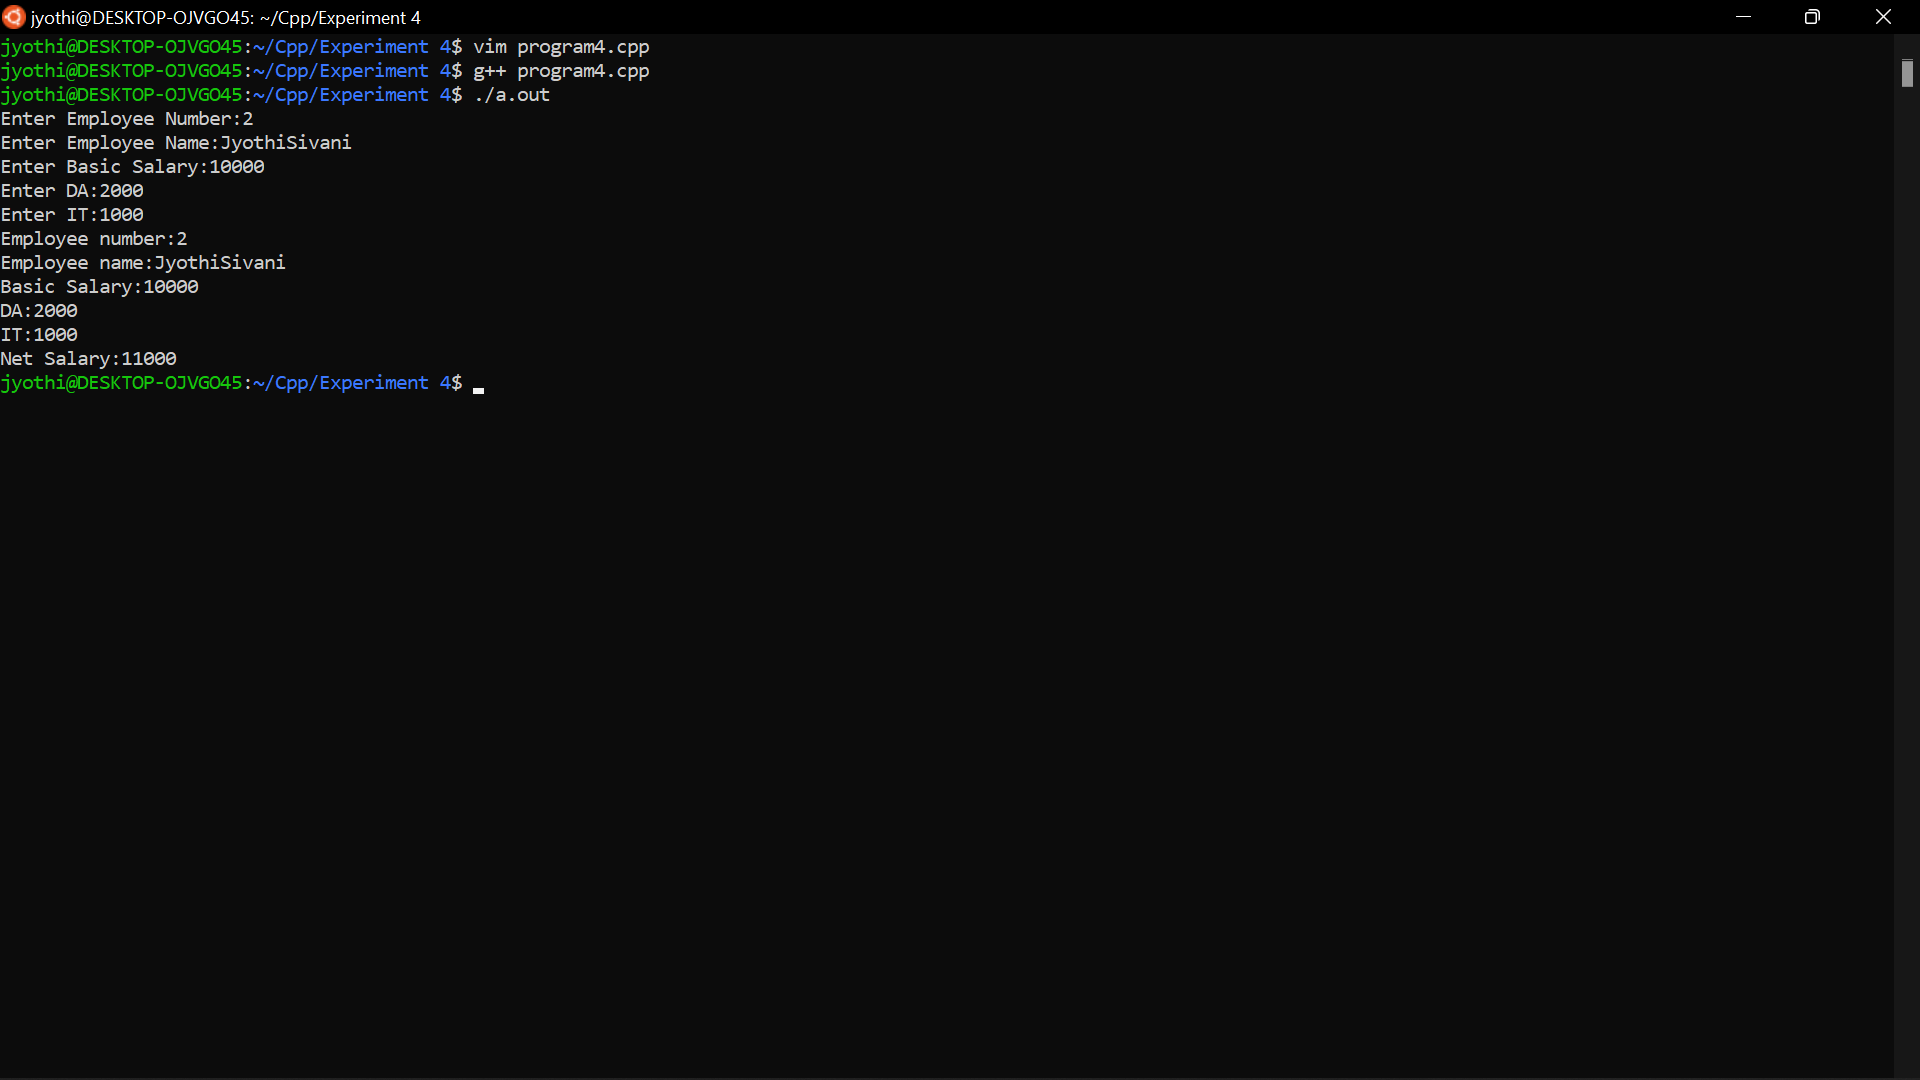 jyothi@DESKTOP-OJVGO45: ~/Cpp/Experiment 4
jyothi@DESKTOP-OJVGO45:~/Cpp/Experiment 4$ vim program4.cpp
jyothi@DESKTOP-OJVGO45:~/Cpp/Experiment 4$ g++ program4.cpp
jyothi@DESKTOP-OJVGO45:~/Cpp/Experiment 4$ ./a.out
Enter Employee Number:2
Enter Employee Name:JyothiSivani
Enter Basic Salary:10000
Enter DA:2000
Enter IT:1000
Employee number:2
Employee name:JyothiSivani
Basic Salary:10000
DA:2000
IT:1000
Net Salary:11000
jyothi@DESKTOP-OJVGO45:~/Cpp/Experiment 4$